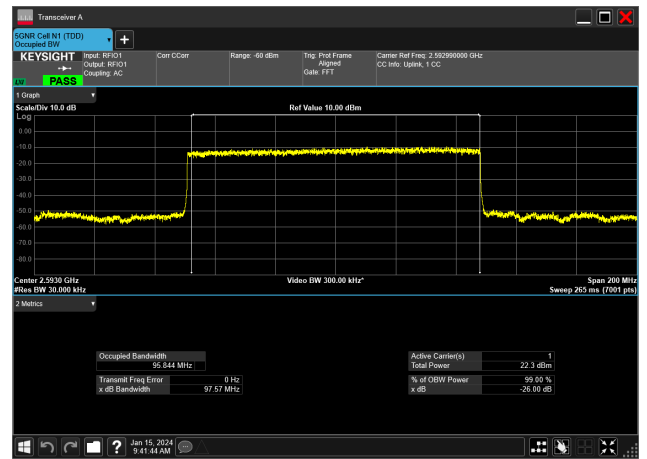 Transceiver A
5GNR Cell N1 (TDD)
Occupied BW
KEYSIGHT
LXI
PASS
Input: RFIO1
Output: RFIO1
Coupling: AC
Corr CCorr
Range: -60 dBm
Trig: Prot Frame
Aligned
Gate: FFT
Carrier Ref Freq: 2.592990000 GHz
CC Info: Uplink, 1 CC
1 Graph
Scale/Div 10.0 dB
Ref Value 10.00 dBm
Log
0.00
-10.0
-20.0
-30.0
-40.0
-50.0
-60.0
-70.0
-80.0
Center 2.5930 GHz
Video BW 300.00 kHz*
Span 200 MHz
#Res BW 30.000 kHz
Sweep 265 ms (7001 pts)
2 Metrics
Occupied Bandwidth
95.844 MHz
Transmit Freq Error 0 Hz
x dB Bandwidth 97.57 MHz
Active Carrier(s) 1
Total Power 22.3 dBm
% of OBW Power 99.00 %
x dB -26.00 dB
?
Jan 15, 2024
9:41:44 AM